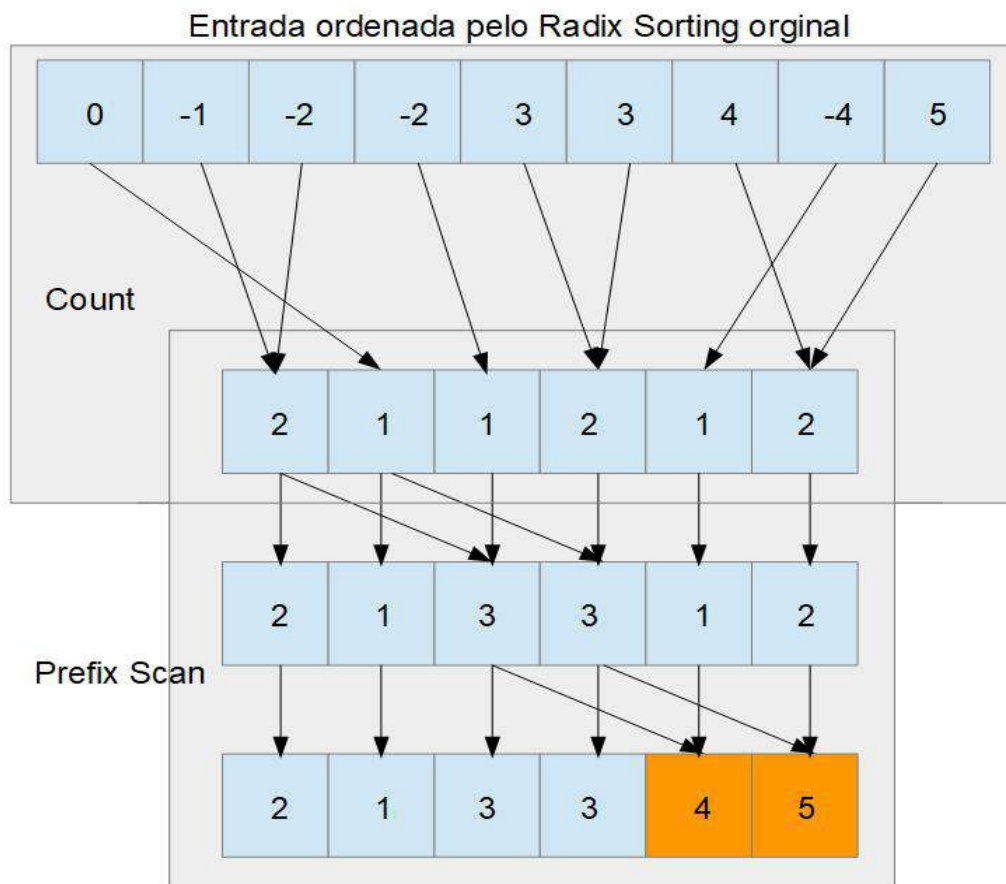 Entrada ordenada pelo Radix Sorting orginal
0 -1 -2 -2 3 3 4 -4 5
Count
2 1 1 2 1 2
2 1 3 3 1 2
Prefix Scan
2 1 3 3 4 5